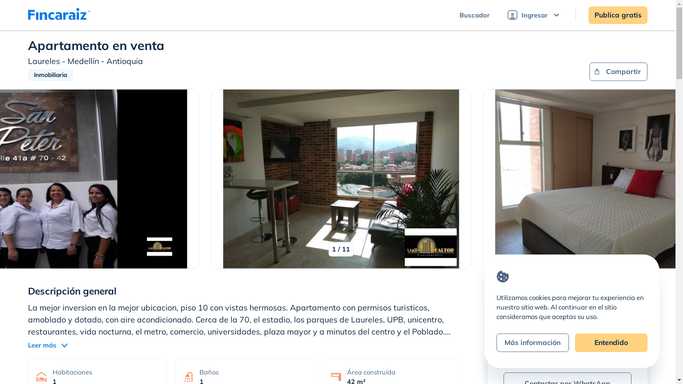 Fincaraiz
Buscador
Ingresar
Publica gratis
Apartamento en venta
Laureles - Medellín - Antioquia
Inmobiliaria
Compartir
San
Peter
lle 41a # 70 - 42
REALTOR
1 / 11
Descripción general
La mejor inversion en la mejor ubicacion, piso 10 con vistas hermosas. Apartamento con permsos turisticos,
amoblado y dotado, con aire acondicionado. Cerca de la 70, el estadio, los parques de Laureles, UPB, unicentro,
restaurantes, vida nocturna, el metro, comercio, universidades, plaza mayor y a minutos del centro y el Poblado....
Leer más
Habitaciones
1
Baños
1
Área construida
42 m²
Utilizamos cookies para mejorar tu experiencia en
nuestro sitio web. Al continuar en el sitio
consideramos que aceptas su uso.
Más información
Entendido
Contactar por WhatsApp